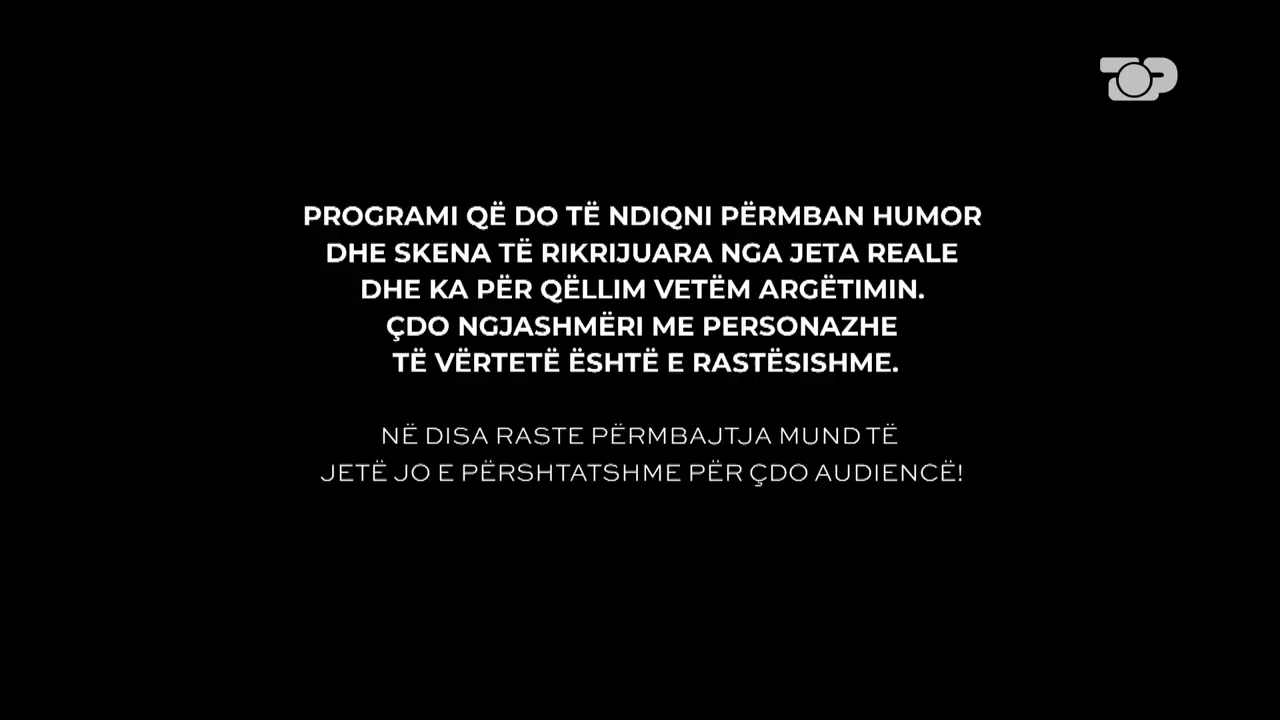 TOP
PROGRAMI QË DO TË NDIQNI PËRMBAN HUMOR
DHE SKENA TË RIKRIJUARA NGA JETA REALE
DHE KA PËR QËLLIM VETËM ARGËTIMIN.
ÇDO NGJASHMËRI ME PERSONAZHE
TË VËRTETË ËSHTË E RASTËSISHME.
NË DISA RASTE PËRMBAJTJA MUND TË
JETË JO E PËRSHTATSHME PËR ÇDO AUDIENCË!